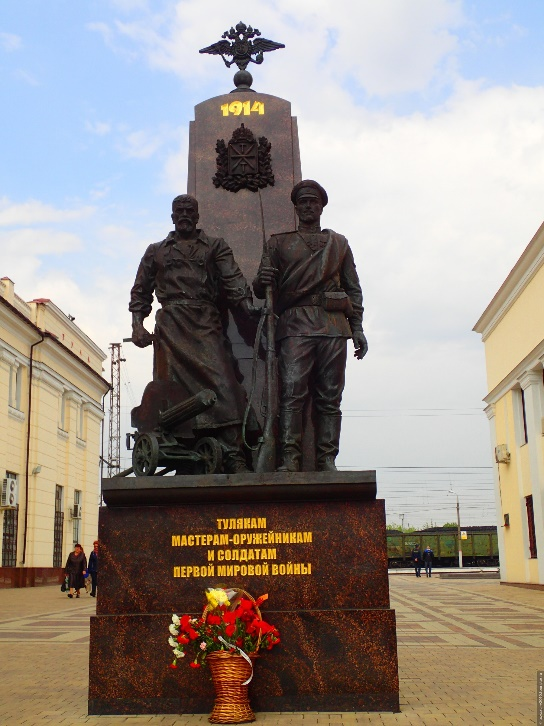 1914
ТУЛЯКАМ
МАСТЕРАМ-ОРУЖЕЙНИКАМ
И СОЛДАТАМ
ПЕРВОЙ МИРОВОЙ ВОЙНЫ